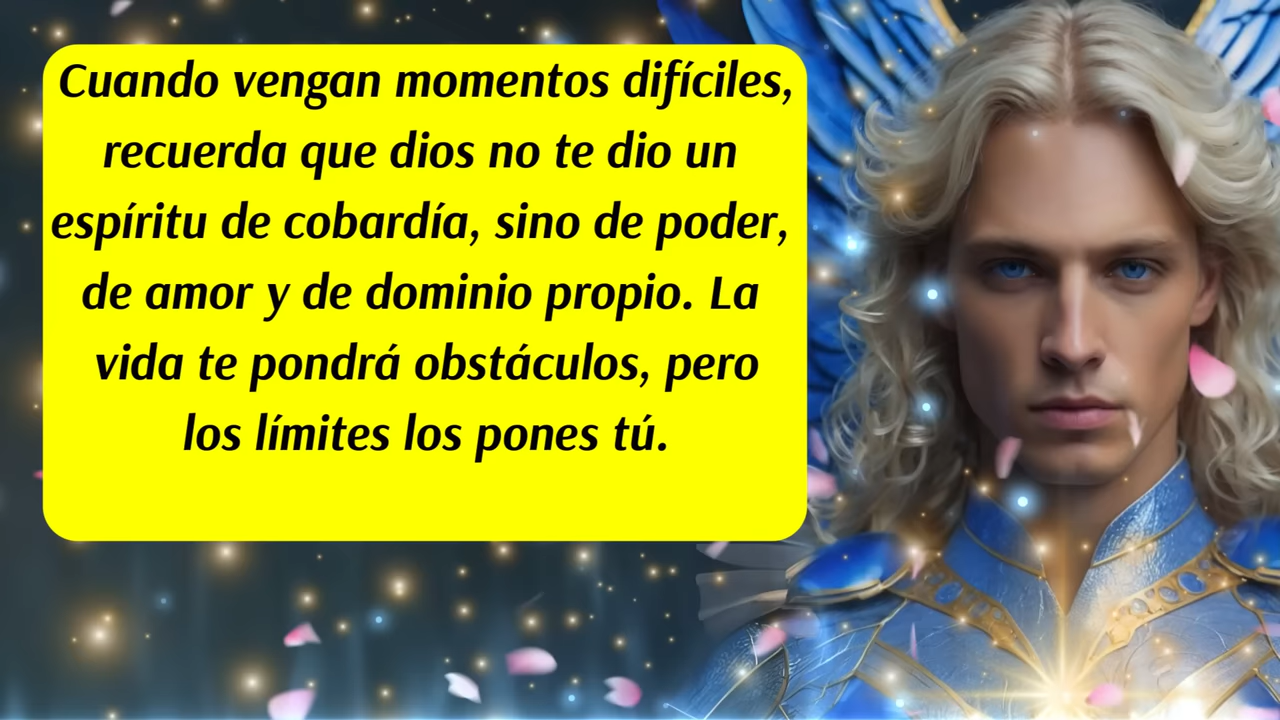 Cuando vengan momentos difíciles,
recuerda que dios no te dio un
espíritu de cobardía, sino de poder,
de amor y de dominio propio. La
vida te pondrá obstáculos, pero
los límites los pones tú.